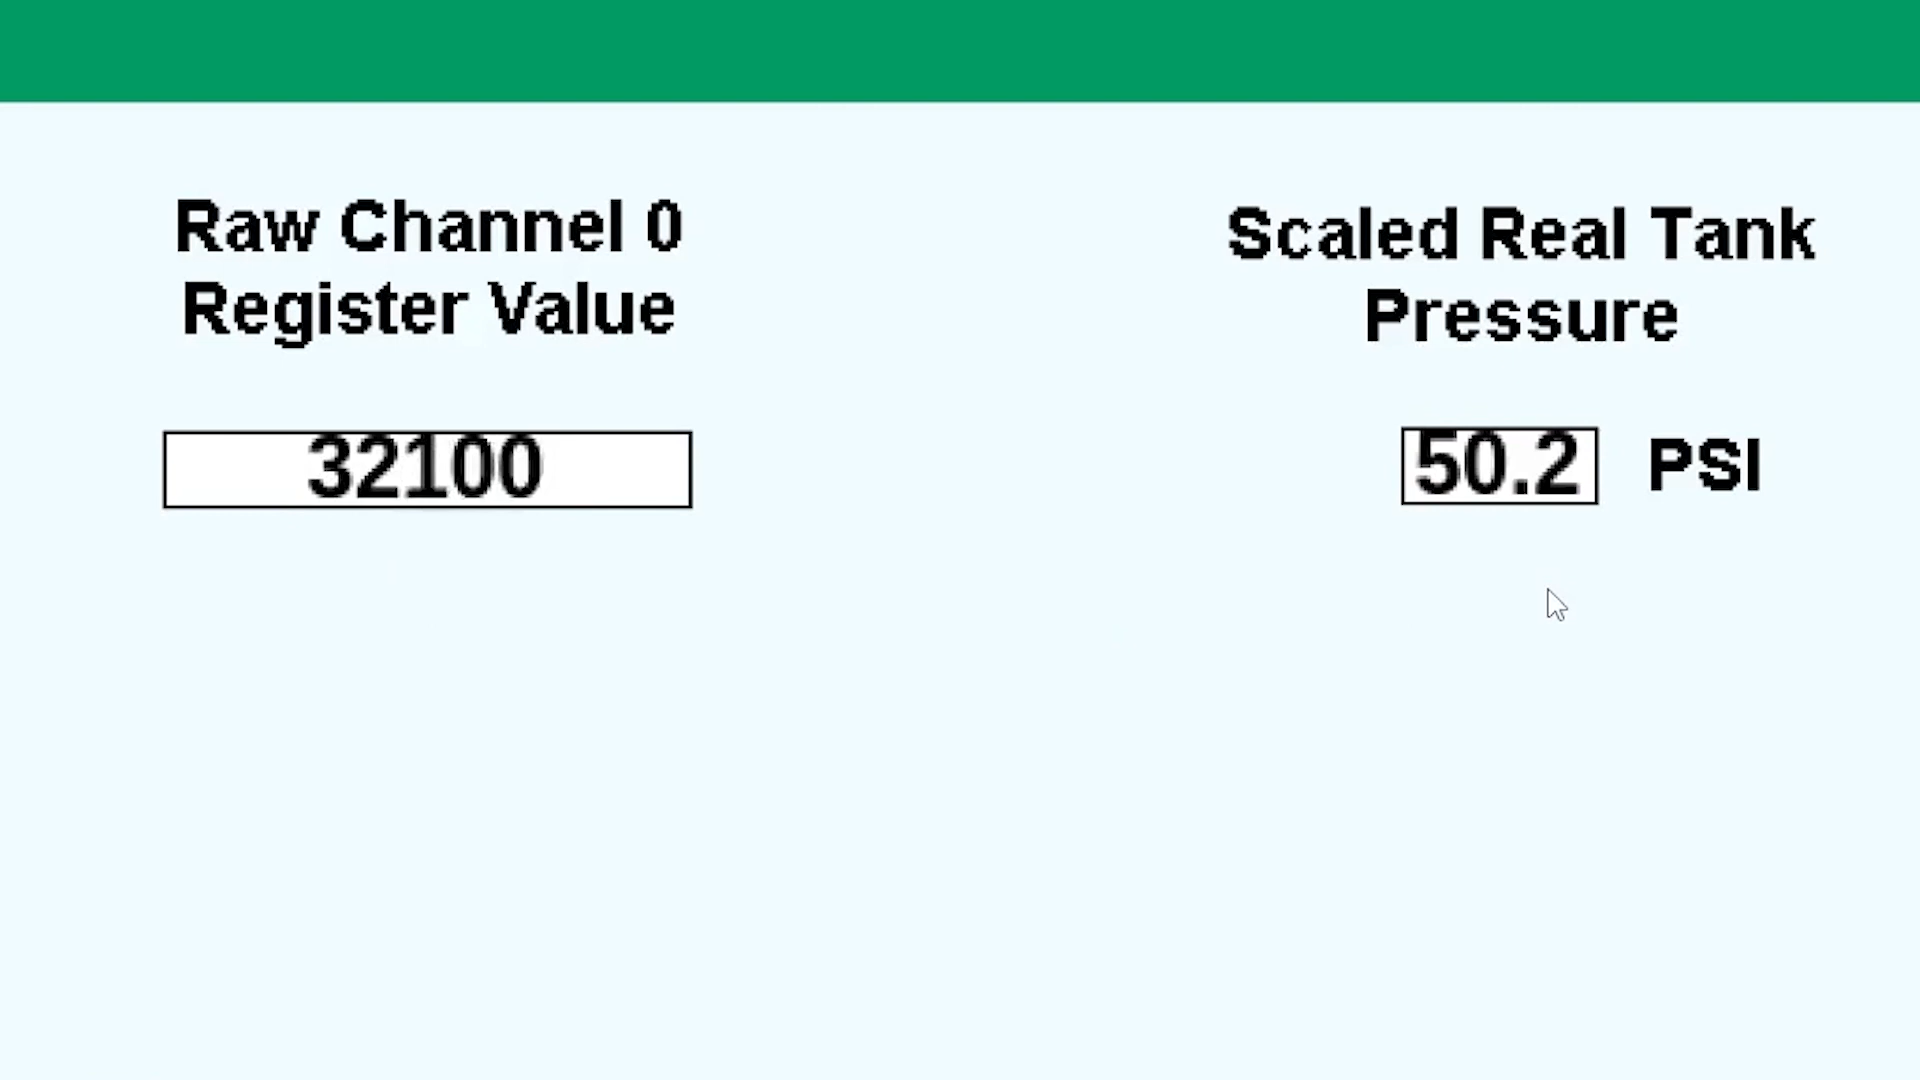 Raw Channel 0
Register Value
32100
Scaled Real Tank
Pressure
50.2 PSI